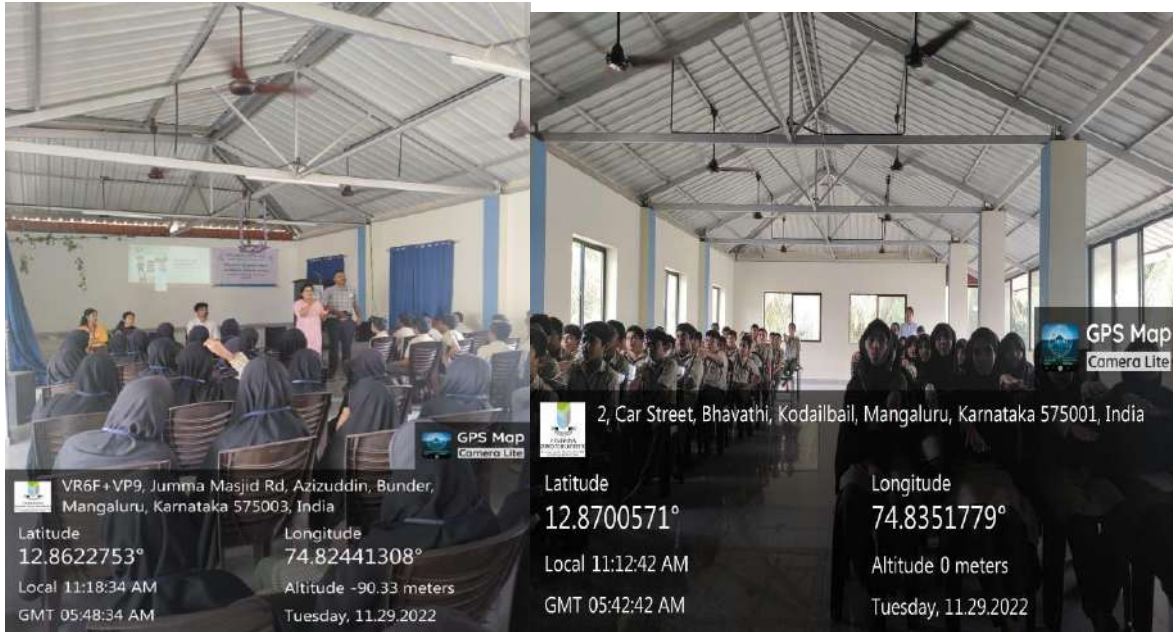 GPS Map
Camera Lite
VR6F+VP9, Jumma Masjid Rd, Azizuddin, Bunder,
Mangaluru, Karnataka 575003, India
Latitude
12.8622753°
Longitude
74.82441308°
Local 11:18:34 AM
Altitude -90.33 meters
GMT 05:48:34 AM
Tuesday, 11.29.2022
GPS Map
Camera Lite
2, Car Street, Bhavathi, Kodailbail, Mangaluru, Karnataka 575001, India
Latitude
12.8700571°
Longitude
74.8351779°
Local 11:12:42 AM
Altitude 0 meters
GMT 05:42:42 AM
Tuesday, 11.29.2022